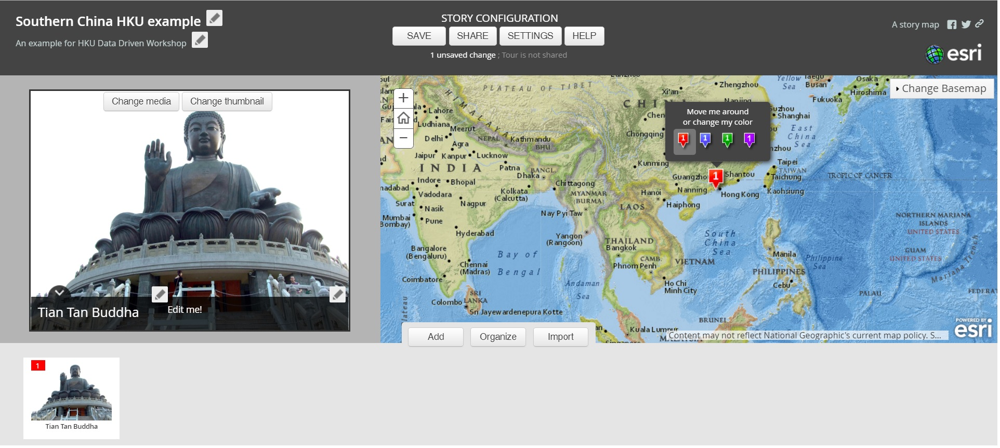 Southern China HKU example
An example for HKU Data Driven Workshop
STORY CONFIGURATION
SAVE SHARE SETTINGS HELP
1 unsaved change ; Tour is not shared
A story map
esri
Change media Change thumbnail
Tian Tan Buddha
Edit me!
+
−
Change Basemap
Move me around
or change my color
1 1 1 1
1
PLATEAU OF TIBET
HIMALAYA
CHINA
Zhengzhou
Xi'an
Nanjing
Suzhou
Shanghai
Yellow
Sea
Busan
Osaka
Hiroshima
Fukuoka
East
China
Sea
Chongqing
Lahore
Ludhiana
Meerut
Delhi
Agra
NEPAL
Kathmandu
BHU.
Jaipur
Kanpur
Lucknow
INDIA
Patna
BANGL.
Dhaka
Kunming
Guangzhou
Shantou
Taipei
TAIWAN
Taichung
TROPIC OF CANCER
Indore
Bhopal
Chittagong
Vadodara
Kolkata
(Calcutta)
MYANMAR
(BURMA)
Hanoi
Nanning
Hong Kong
Kaohsiung
Surat
Nagpur
Nasik
LAOS
Haiphong
Mumbai
Bombay)
Pune
Nay Pyi Taw
Hyderabad
Yangon
(Rangoon)
THAILAND
Bangkok
South
China
Sea
NORTHERN MARIANA
ISLANDS
UNITED STATES
GUAM
UNITED STATES
Mariana Trench
Bangalore
(Bengaluru)
Bay of
Bengal
CAMB.
VIETNAM
Manila
Philippine
Sea
Chennai
(Madras)
Phnom Penh
PHILIPPINES
Coimbatore
Andaman
Sea
Ho Chi
Minh City
Cebu
PALAU
SRI
LANKA
Colombo
Sri Jayewardenepura Kotte
BRUNEI
Kuala Lumpur
Add Organize Import
Content may not reflect National Geographic's current map policy. S...
POWERED BY
esri
1
Tian Tan Buddha